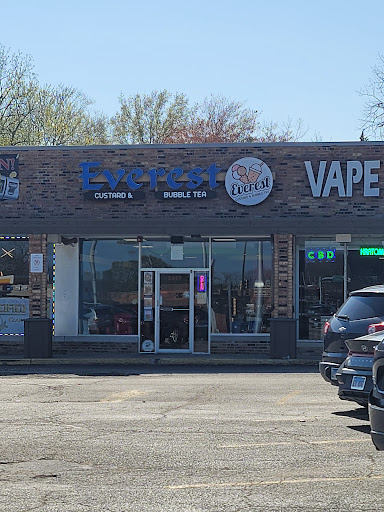 Everest
CUSTARD & BUBBLE TEA
Everest
VAPE
CBD